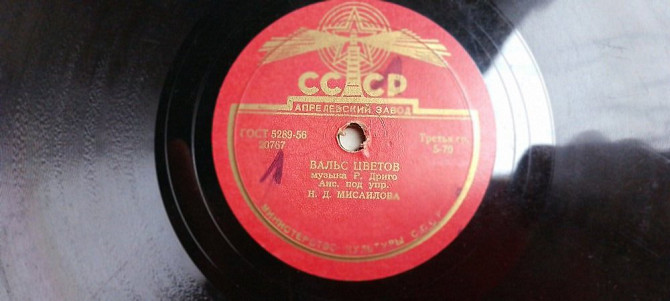 СССР
АПРЕЛЕВСКИЙ ЗАВОД
ГОСТ 5289-56
20767
Третья гр.
5-70
1
ВАЛЬС ЦВЕТОВ
музыка Р. Дриго
Анс. под упр.
Н. Д. МИСАИЛОВА
МИНИСТЕРСТВО КУЛЬТУРЫ СССР